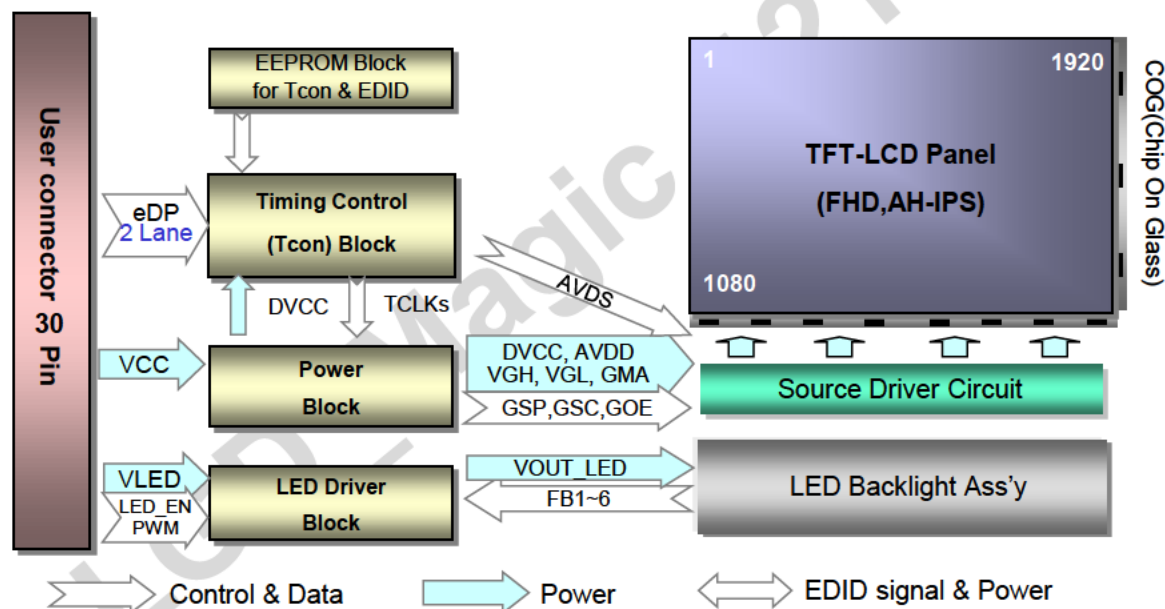 User connector 30 Pin
EEPROM Block
for Tcon & EDID
eDP
2 Lane
Timing Control
(Tcon) Block
DVCC
TCLKs
VCC
Power
Block
VLED
LED_EN
PWM
LED Driver
Block
AVDS
DVCC, AVDD
VGH, VGL, GMA
GSP,GSC,GOE
VOUT_LED
FB1~6
1
1920
TFT-LCD Panel
(FHD,AH-IPS)
1080
COG(Chip On Glass)
Source Driver Circuit
LED Backlight Ass'y
Control & Data
Power
EDID signal & Power